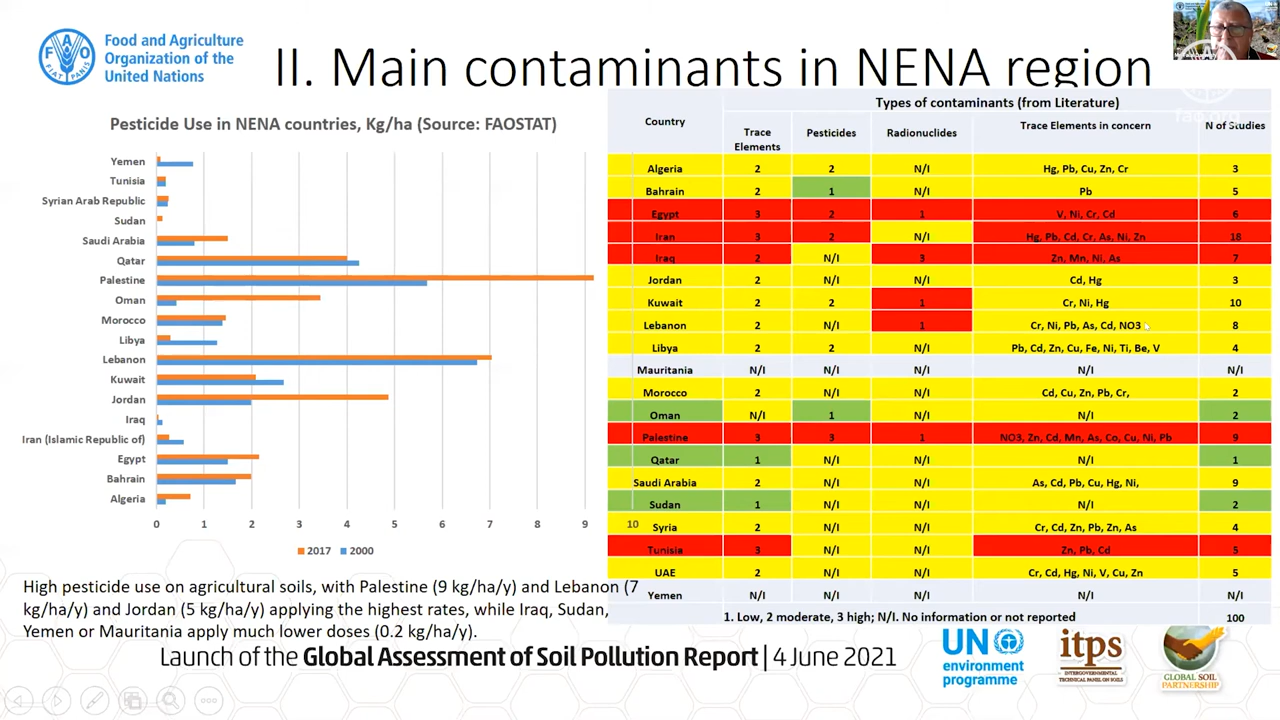 Food and Agriculture
Organization of the
United Nations
FAO
FIAT PANIS
II. Main contaminants in NENA region
fao.org
Pesticide Use in NENA countries, Kg/ha (Source: FAOSTAT)
Yemen
Tunisia
Syrian Arab Republic
Sudan
Saudi Arabia
Qatar
Palestine
Oman
Morocco
Libya
Lebanon
Kuwait
Jordan
Iraq
Iran (Islamic Republic of)
Egypt
Bahrain
Algeria
0 1 2 3 4 5 6 7 8 9 10
2017 2000
Types of contaminants (from Literature)
Country Trace Elements Pesticides Radionuclides Trace Elements in concern N of Studies
Algeria 2 2 N/I Hg, Pb, Cu, Zn, Cr 3
Bahrain 2 1 N/I Pb 5
Egypt 3 2 1 V, Ni, Cr, Cd 6
Iran 3 2 N/I Hg, Pb, Cd, Cr, As, Ni, Zn 18
Iraq 2 N/I 3 Zn, Mn, Ni, As 7
Jordan 2 N/I N/I Cd, Hg 3
Kuwait 2 2 1 Cr, Ni, Hg 10
Lebanon 2 N/I 1 Cr, Ni, Pb, As, Cd, NO3 8
Libya 2 2 N/I Pb, Cd, Zn, Cu, Fe, Ni, Ti, Be, V 4
Mauritania N/I N/I N/I N/I N/I
Morocco 2 N/I N/I Cd, Cu, Zn, Pb, Cr, 2
Oman N/I 1 N/I N/I 2
Palestine 3 3 1 NO3, Zn, Cd, Mn, As, Co, Cu, Ni, Pb 9
Qatar 1 N/I N/I N/I 1
Saudi Arabia 2 N/I N/I As, Cd, Pb, Cu, Hg, Ni, 9
Sudan 1 N/I N/I N/I 2
Syria 2 N/I N/I Cr, Cd, Zn, Pb, Zn, As 4
Tunisia 3 N/I N/I Zn, Pb, Cd 5
UAE 2 N/I N/I Cr, Cd, Hg, Ni, V, Cu, Zn 5
Yemen N/I N/I N/I N/I N/I
1. Low, 2 moderate, 3 high; N/I. No information or not reported 100
High pesticide use on agricultural soils, with Palestine (9 kg/ha/y) and Lebanon (7
kg/ha/y) and Jordan (5 kg/ha/y) applying the highest rates, while Iraq, Sudan,
Yemen or Mauritania apply much lower doses (0.2 kg/ha/y).
Launch of the Global Assessment of Soil Pollution Report | 4 June 2021
UN
environment
programme
itps
INTERGOVERNMENTAL
TECHNICAL PANEL ON SOILS
GLOBAL SOIL
PARTNERSHIP